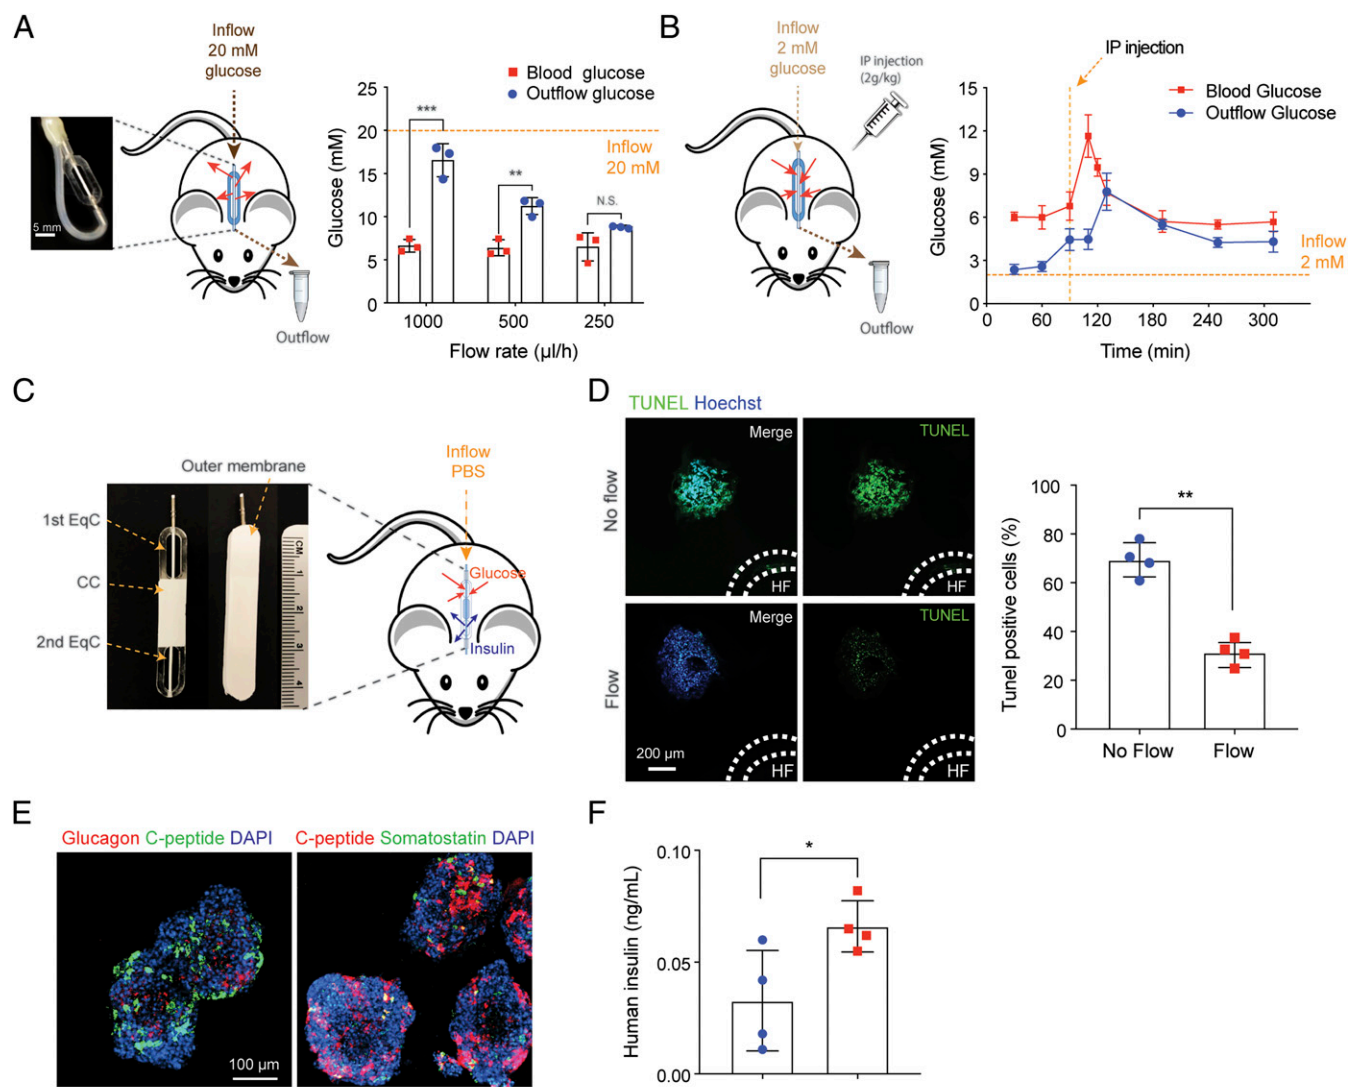 A
Inflow
20 mM
glucose
5 mm
Outflow
Blood glucose
Outflow glucose
Glucose (mM)
25
20
15
10
5
0
***
**
N.S.
Inflow
20 mM
1000 500 250
Flow rate (µl/h)
B
Inflow
2 mM
glucose
IP injection
(2g/kg)
Outflow
IP injection
Blood Glucose
Outflow Glucose
Glucose (mM)
15
12
9
6
3
0
Inflow
2 mM
0 60 120 180 240 300
Time (min)
C
Outer membrane
1st EqC
CC
2nd EqC
CM
1
2
3
4
Inflow
PBS
Glucose
Insulin
D
TUNEL Hoechst
No flow
Merge
HF
TUNEL
HF
Flow
Merge
200 µm
HF
TUNEL
HF
Tunel positive cells (%)
100
80
60
40
20
0
**
No Flow Flow
E
Glucagon C-peptide DAPI
C-peptide Somatostatin DAPI
100 µm
F
Human insulin (ng/mL)
0.10
0.05
0.00
*